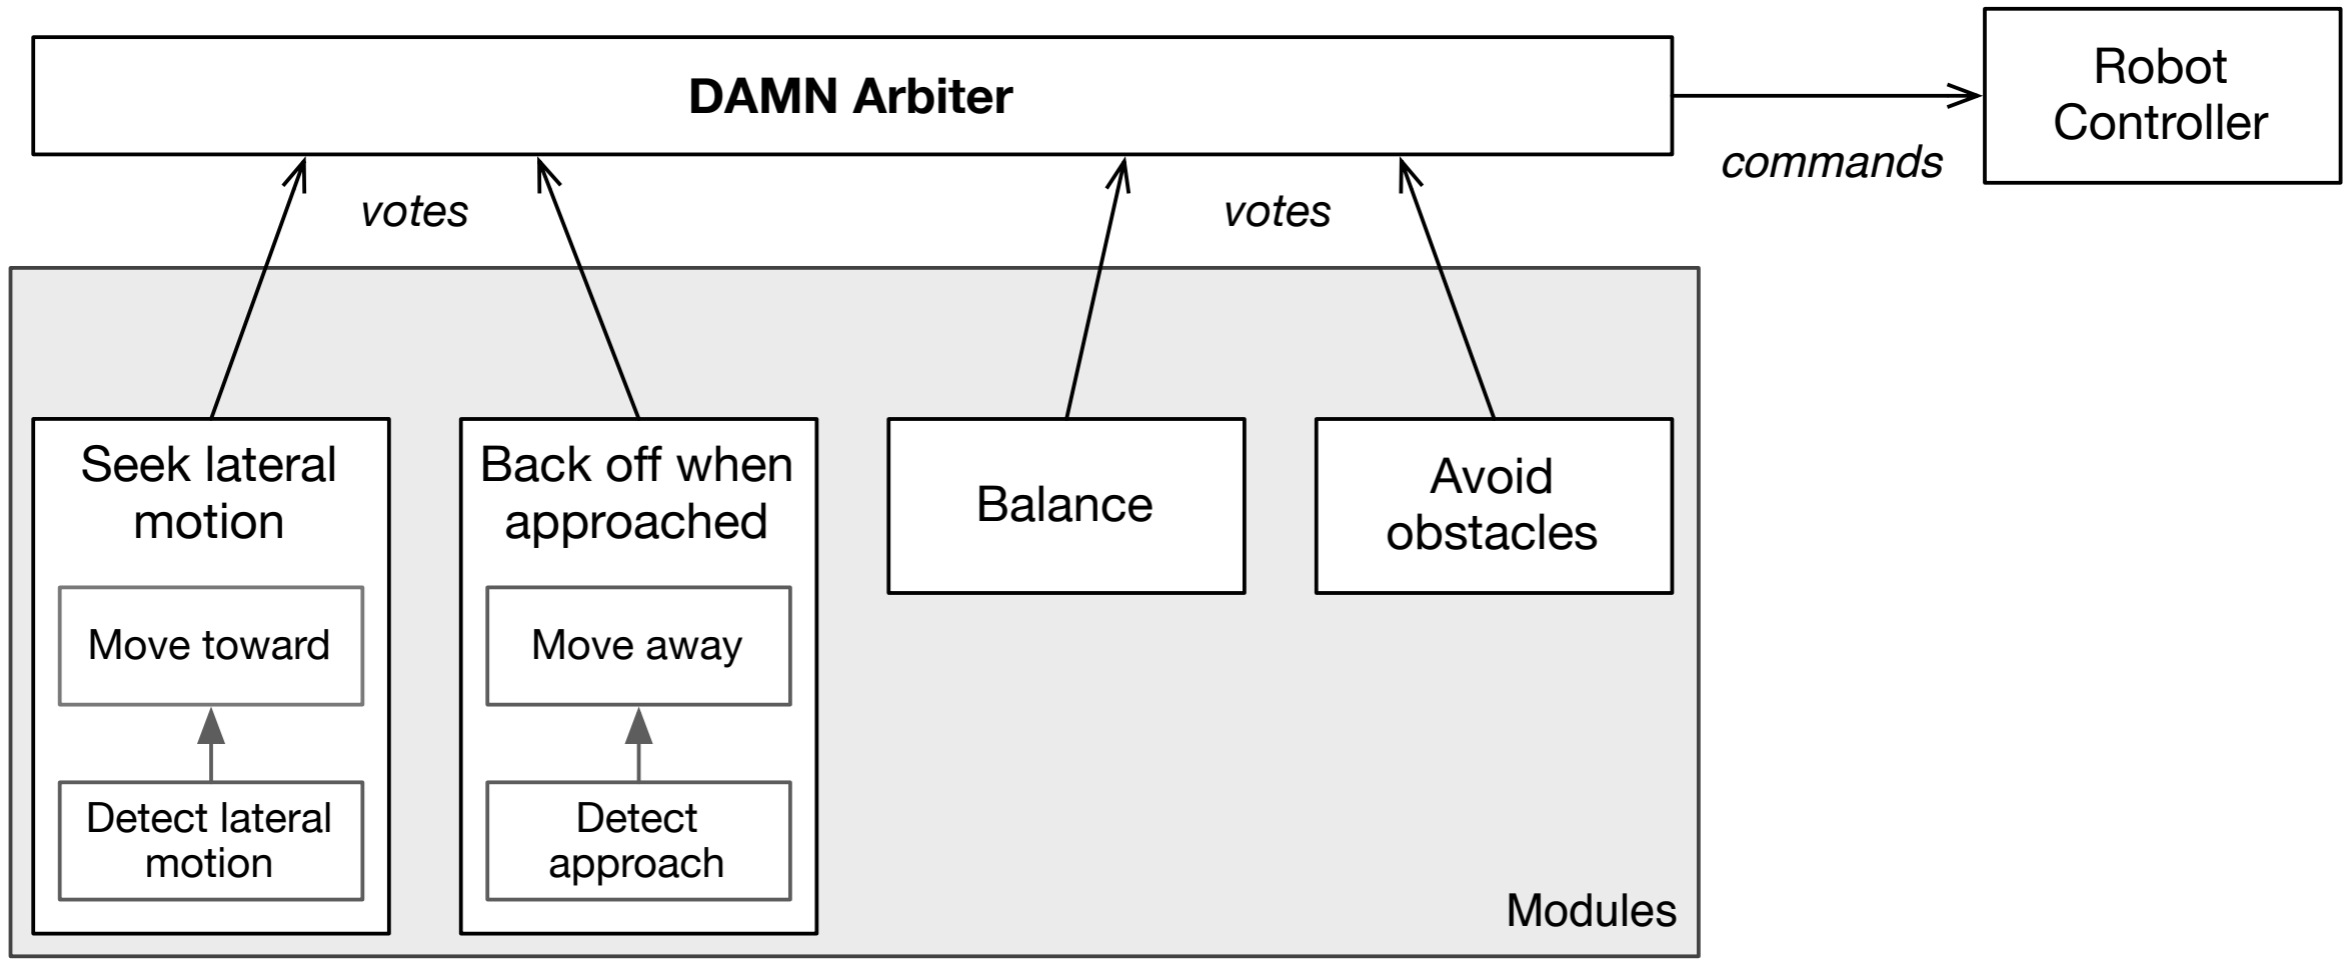 DAMN Arbiter
Robot
Controller
commands
votes
votes
Seek lateral
motion
Move toward
Detect lateral
motion
Back off when
approached
Move away
Detect
approach
Balance
Avoid
obstacles
Modules